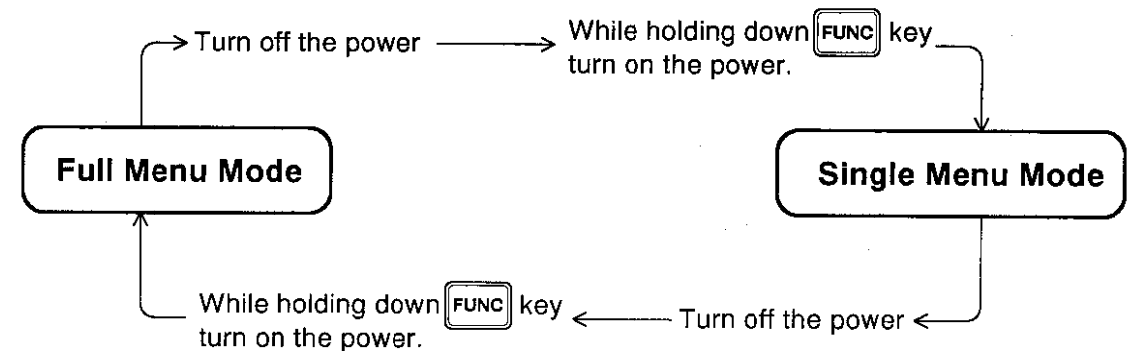 Turn off the power
While holding down FUNC key
turn on the power.
Full Menu Mode
Single Menu Mode
While holding down FUNC key
turn on the power.
Turn off the power